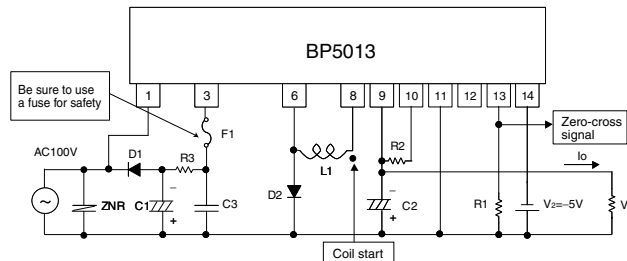 BP5013
1 3 6 8 9 10 11 12 13 14
Be sure to use
a fuse for safety
Zero-cross
signal
F1
R2
L1
Io
AC100V
D1
R3
ZNR
C1
−
+
C3
D2
−
+
C2
R1
V2=−5V
V
Coil start